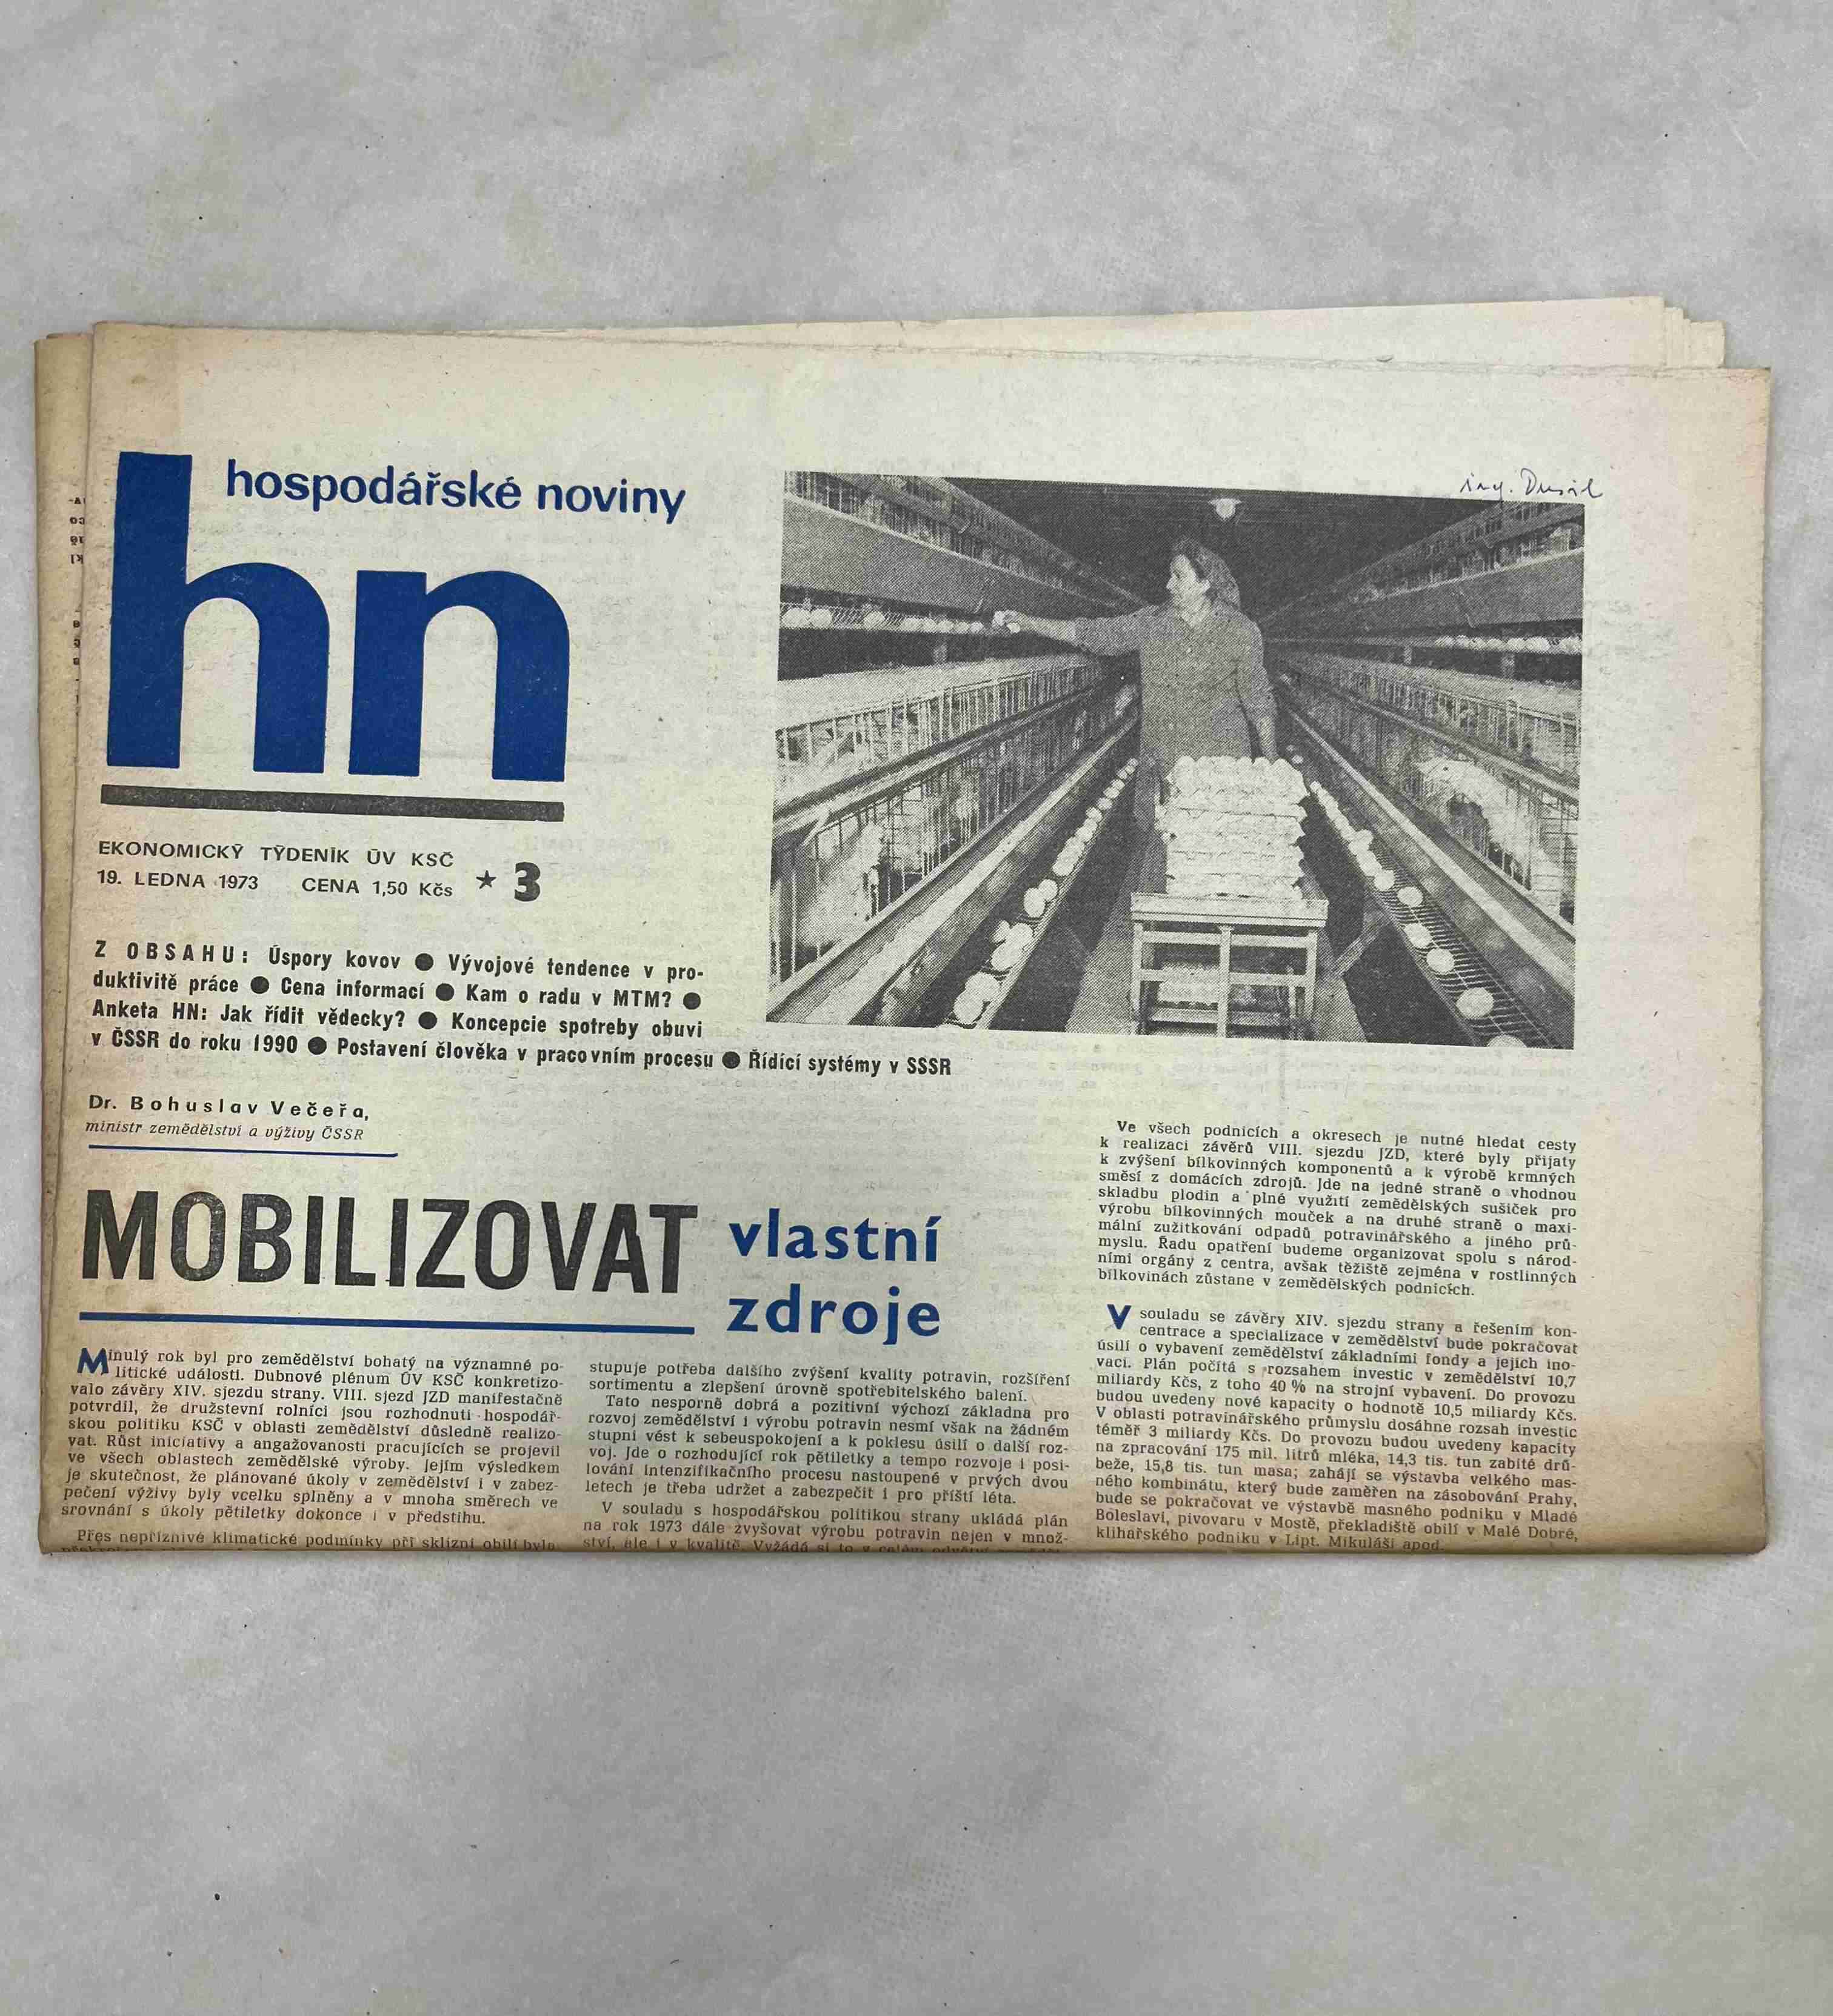 hospodářské noviny
hn
EKONOMICKÝ TÝDENÍK ÚV KSČ
19. LEDNA 1973 CENA 1,50 Kčs ★ 3
Z OBSAHU: Úspory kovov ● Vývojové tendence v pro-
duktivitě práce ● Cena informací ● Kam o radu v MTM? ●
Anketa HN: Jak řídit vědecky? ● Koncepcie spotreby obuvi
v ČSSR do roku 1990 ● Postavení člověka v pracovním procesu ● Řídící systémy v SSSR
ing.
Dr. Bohuslav Večeřa,
ministr zemědělství a výživy ČSSR
MOBILIZOVAT vlastní
zdroje
Minulý rok byl pro zemědělství bohatý na významné po-
litické události. Dubnové plénum ÚV KSČ konkretizo-
valo závěry XIV. sjezdu strany. VIII. sjezd JZD manifestačně
potvrdil, že družstevní rolníci jsou rozhodnuti hospodář-
skou politiku KSČ v oblasti zemědělství důsledně realizo-
vat. Růst iniciativy a angažovanosti pracujících se projevil
ve všech oblastech zemědělské výroby. Jejím výsledkem
je skutečnost, že plánované úkoly v zemědělství i v zabez-
pečení výživy byly vcelku splněny a v mnoha směrech ve
srovnání s úkoly pětiletky dokonce i v předstihu.
Přes nepříznivé klimatické podmínky při sklizni obilí byla
stupuje potřeba dalšího zvýšení kvality potravin, rozšíření
sortimentu a zlepšení úrovně spotřebitelského balení.
Tato nesporně dobrá a pozitivní výchozí základna pro
rozvoj zemědělství i výrobu potravin nesmí však na žádném
stupni vést k sebeuspokojení a k poklesu úsilí o další roz-
voj. Jde o rozhodující rok pětiletky a tempo rozvoje i posi-
lování intenzifikačního procesu nastoupené v prvých dvou
letech je třeba udržet a zabezpečit i pro příští léta.
V souladu s hospodářskou politikou strany ukládá plán
na rok 1973 dále zvyšovat výrobu potravin nejen v množ-
ství, ale i v kvalitě. Vyžádá si to v celém
Ve všech podnicích a okresech je nutné hledat cesty
k realizaci závěrů VIII. sjezdu JZD, které byly přijaty
k zvýšení bílkovinných komponentů a k výrobě krmných
směsí z domácích zdrojů. Jde na jedné straně o vhodnou
skladbu plodin a plné využití zemědělských sušiček pro
výrobu bílkovinných mouček a na druhé straně o maxi-
mální zužitkování odpadů potravinářského a jiného prů-
myslu. Řadu opatření budeme organizovat spolu s národ-
ními orgány z centra, avšak těžiště zejména v rostlinných
bílkovinách zůstane v zemědělských podnicích.
V souladu se závěry XIV. sjezdu strany a řešením kon-
centrace a specializace v zemědělství bude pokračovat
úsilí o vybavení zemědělství základními fondy a jejich ino-
vaci. Plán počítá s rozsahem investic v zemědělství 10,7
miliardy Kčs, z toho 40 % na strojní vybavení. Do provozu
budou uvedeny nové kapacity o hodnotě 10,5 miliardy Kčs.
V oblasti potravinářského průmyslu dosáhne rozsah investic
téměř 3 miliardy Kčs. Do provozu budou uvedeny kapacity
na zpracování 175 mil. litrů mléka, 14,3 tis. tun zabité drů-
beže, 15,8 tis. tun masa; zahájí se výstavba velkého mas-
ného kombinátu, který bude zaměřen na zásobování Prahy,
bude se pokračovat ve výstavbě masného podniku v Mladé
Boleslavi, pivovaru v Mostě, překladiště obilí v Malé Dobré,
klihařského podniku v Lipt. Mikuláši apod.